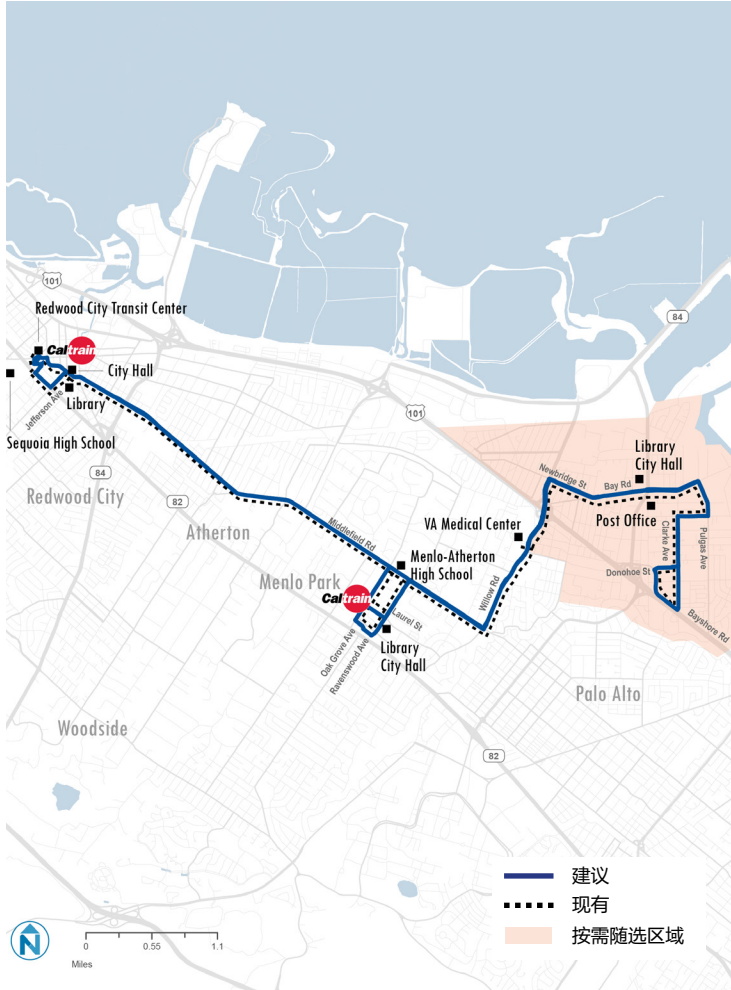 84
101
Redwood City Transit Center
Caltrain
City Hall
Library
Jefferson Ave
Sequoia High School
101
84
Redwood City
82
Atherton
Middlefield Rd
Library
City Hall
Newbridge St
Bay Rd
Post Office
VA Medical Center
Clarke Ave
Pulgas Ave
Menlo-Atherton
High School
Donohoe St
Menlo Park
Caltrain
Willow Rd
Laurel St
Bayshore Rd
Library
City Hall
Oak Grove Ave
Ravenswood Ave
Palo Alto
Woodside
82
建议
现有
按需随选区域
N
0 0.55 1.1
Miles